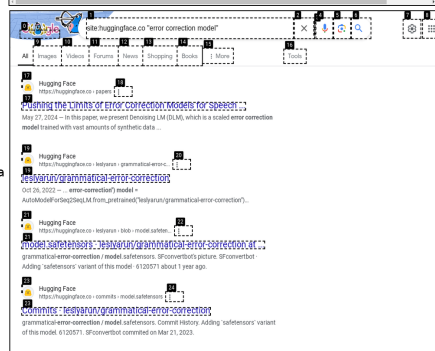 site:huggingface.co "error correction model"
All Images Videos Forums News Shopping Books : More Tools
Hugging Face
https://huggingface.co › papers
Pushing the Limits of Error Correction Models for Speech ...
May 27, 2024 — In this paper, we present Denoising LM (DLM), which is a scaled error correction
model trained with vast amounts of synthetic data ...
Hugging Face
https://huggingface.co › leslyarun › grammatical-error-c...
leslyarun/grammatical-error-correction
Oct 26, 2022 — ... error-correction") model =
AutoModelForSeq2SeqLM.from_pretrained("leslyarun/grammatical-error-correction")...
Hugging Face
https://huggingface.co › leslyarun › blob › model.safeten...
model.safetensors · leslyarun/grammatical-error-correction at ...
grammatical-error-correction / model.safetensors. SFconvertbot's picture. SFconvertbot ·
Adding `safetensors` variant of this model · 6120571 about 1 year ago.
Hugging Face
https://huggingface.co › commits › model.safetensors
Commits · leslyarun/grammatical-error-correction
grammatical-error-correction / model.safetensors. Commit History. Adding `safetensors` variant
of this model. 6120571. SFconvertbot commited on Mar 21, 2023.